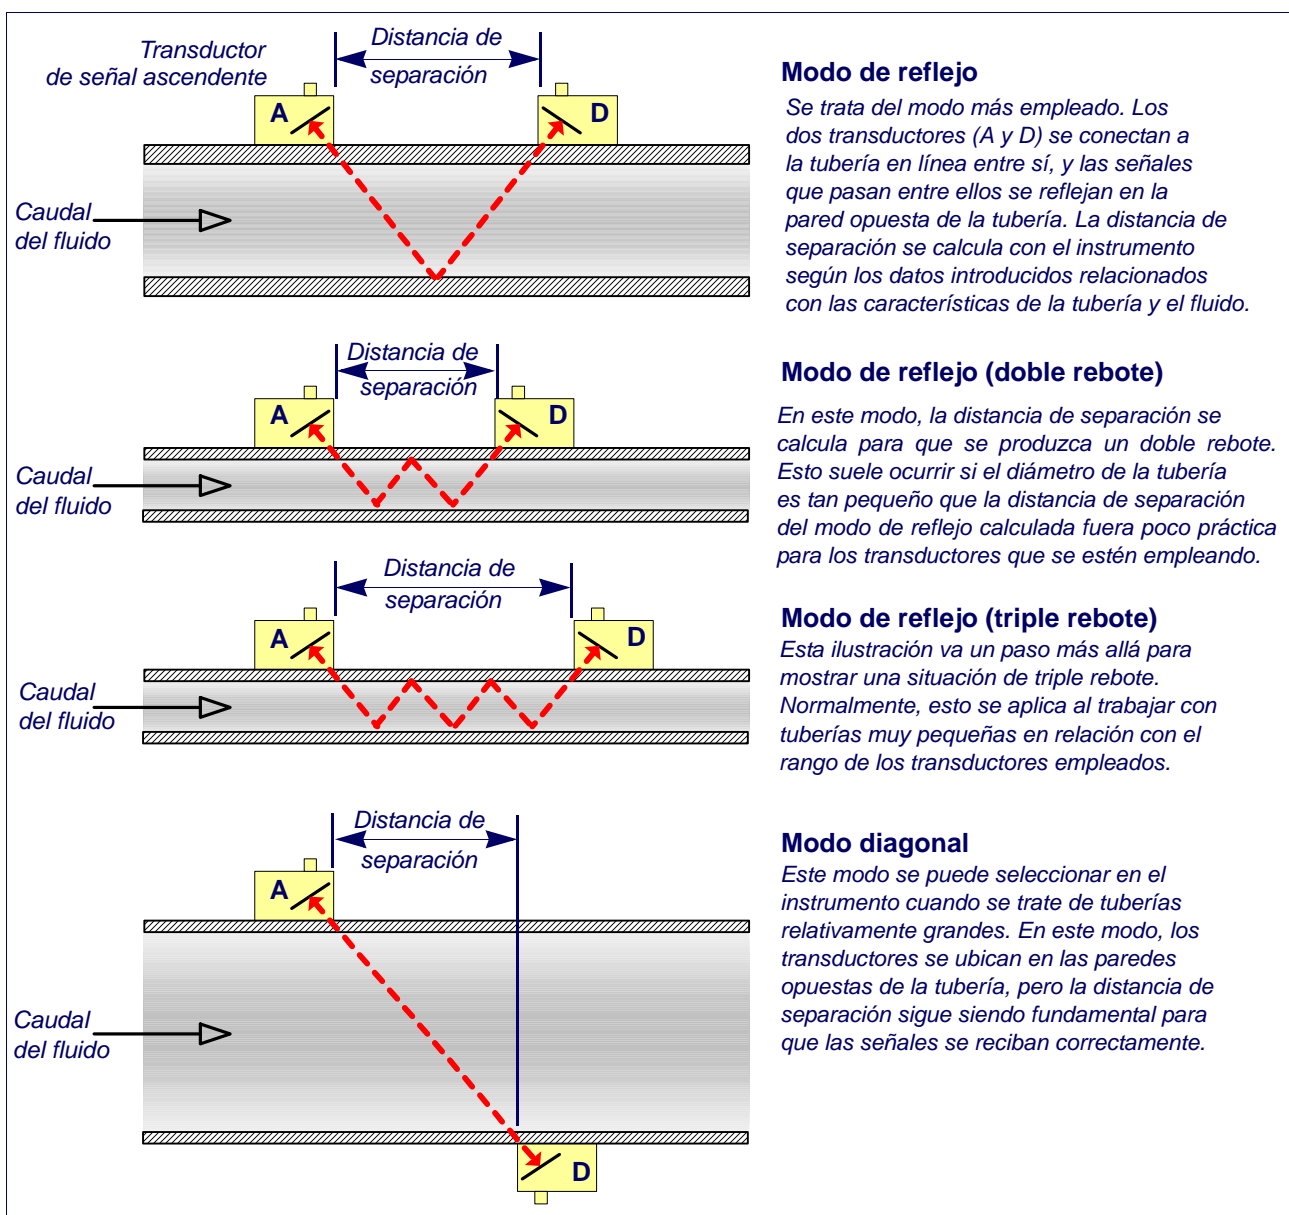 Transductor
de señal ascendente
Distancia de
separación
A
D
Caudal
del fluido
Modo de reflejo
Se trata del modo más empleado. Los
dos transductores (A y D) se conectan a
la tubería en línea entre sí, y las señales
que pasan entre ellos se reflejan en la
pared opuesta de la tubería. La distancia de
separación se calcula con el instrumento
según los datos introducidos relacionados
con las características de la tubería y el fluido.
Distancia de
separación
A
D
Caudal
del fluido
Modo de reflejo (doble rebote)
En este modo, la distancia de separación se
calcula para que se produzca un doble rebote.
Esto suele ocurrir si el diámetro de la tubería
es tan pequeño que la distancia de separación
del modo de reflejo calculada fuera poco práctica
para los transductores que se estén empleando.
Distancia de
separación
A
D
Caudal
del fluido
Modo de reflejo (triple rebote)
Esta ilustración va un paso más allá para
mostrar una situación de triple rebote.
Normalmente, esto se aplica al trabajar con
tuberías muy pequeñas en relación con el
rango de los transductores empleados.
Distancia de
separación
A
D
Caudal
del fluido
Modo diagonal
Este modo se puede seleccionar en el
instrumento cuando se trate de tuberías
relativamente grandes. En este modo, los
transductores se ubican en las paredes
opuestas de la tubería, pero la distancia de
separación sigue siendo fundamental para
que las señales se reciban correctamente.